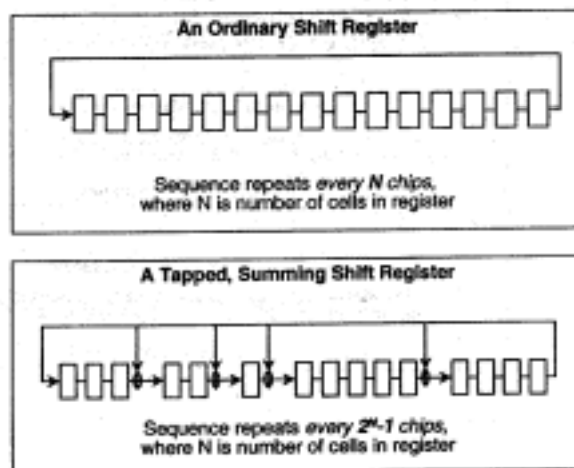 An Ordinary Shift Register
Sequence repeats every N chips,
where N is number of cells in register
A Tapped, Summing Shift Register
Sequence repeats every 2ᴺ-1 chips,
where N is number of cells in register